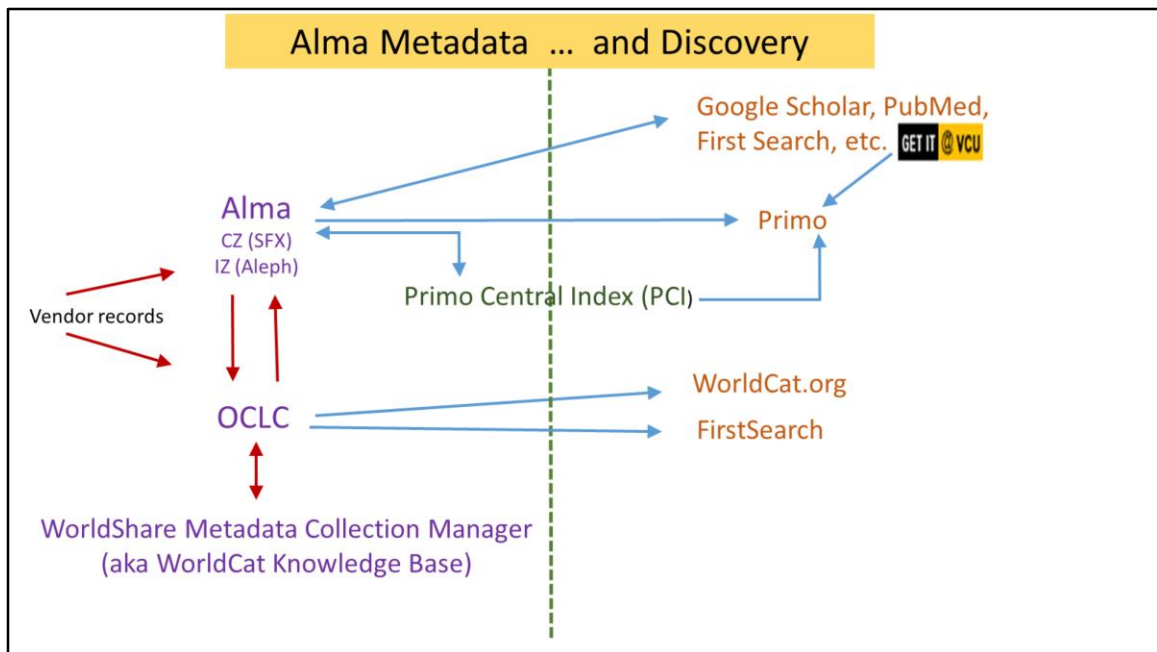 Alma Metadata … and Discovery
Google Scholar, PubMed,
First Search, etc. GET IT @ VCU
Alma
CZ (SFX)
IZ (Aleph)
Primo
Primo Central Index (PCI)
Vendor records
WorldCat.org
OCLC
FirstSearch
WorldShare Metadata Collection Manager
(aka WorldCat Knowledge Base)